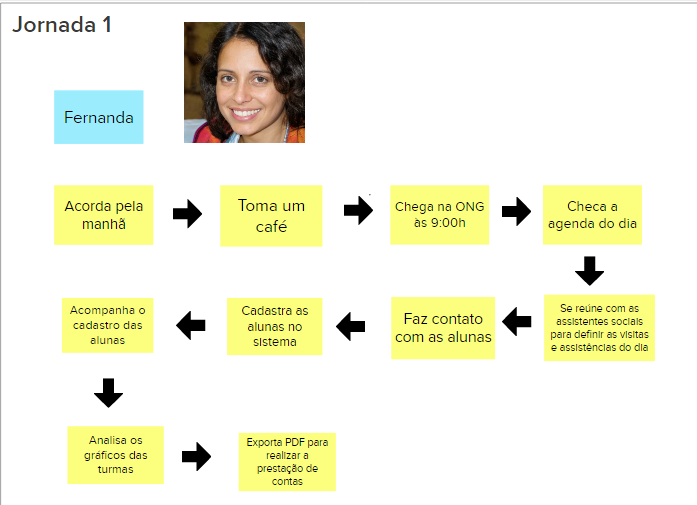 Jornada 1
Fernanda
Acorda pela
manhã
Toma um
café
Chega na ONG
às 9:00h
Checa a
agenda do dia
Se reúne com as
assistentes sociais
para definir as visitas
e assistências do dia
Faz contato
com as alunas
Cadastra as
alunas no
sistema
Acompanha o
cadastro das
alunas
Analisa os
gráficos das
turmas
Exporta PDF para
realizar a
prestação de
contas